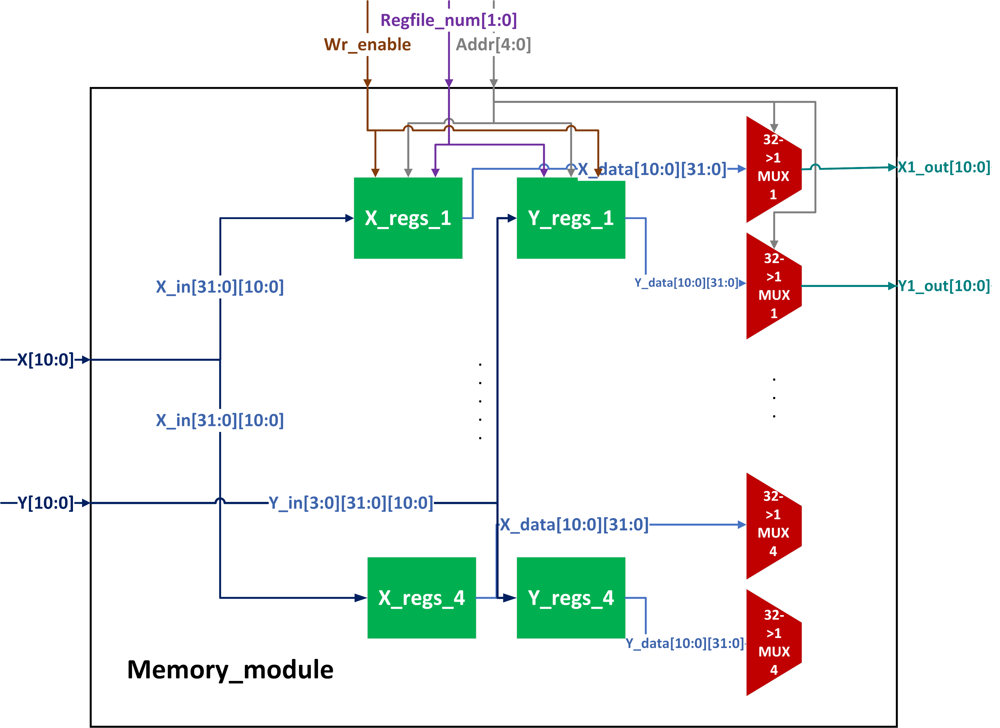 Regfile_num[1:0]
Wr_enable
Addr[4:0]
32-
>1
MUX
1
X_data[10:0][31:0]
X1_out[10:0]
X_regs_1
Y_regs_1
32-
>1
MUX
1
X_in[31:0][10:0]
Y_data[10:0][31:0]
Y1_out[10:0]
X[10:0]
.
.
.
.
.
.
.
.
X_in[31:0][10:0]
Y[10:0]
Y_in[3:0][31:0][10:0]
X_data[10:0][31:0]
32-
>1
MUX
4
X_regs_4
Y_regs_4
32-
>1
MUX
4
Y_data[10:0][31:0]
Memory_module